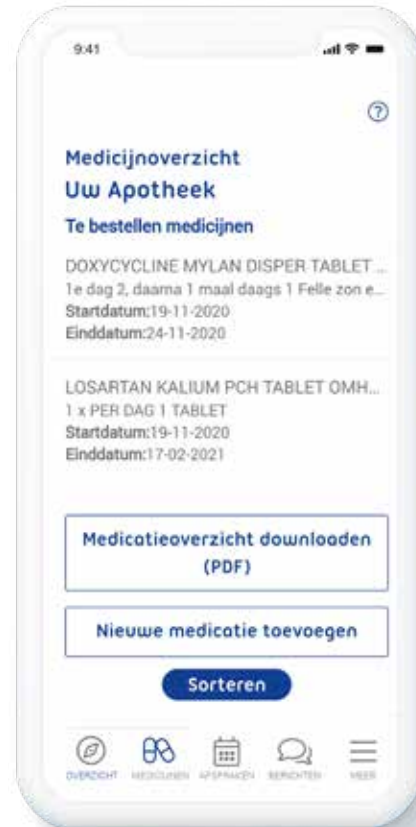 9:41
Medicijnoverzicht
Uw Apotheek
Te bestellen medicijnen
DOXYCYCLINE MYLAN DISPER TABLET ...
1e dag 2, daarna 1 maal daags 1 Felle zon e...
Startdatum:19-11-2020
Einddatum:24-11-2020
LOSARTAN KALIUM PCH TABLET OMH...
1 x PER DAG 1 TABLET
Startdatum:19-11-2020
Einddatum:17-02-2021
Medicatieoverzicht downloaden
(PDF)
Nieuwe medicatie toevoegen
Sorteren
OVERZICHT MEDICIJNEN AFSPRAKEN BERICHTEN MEER